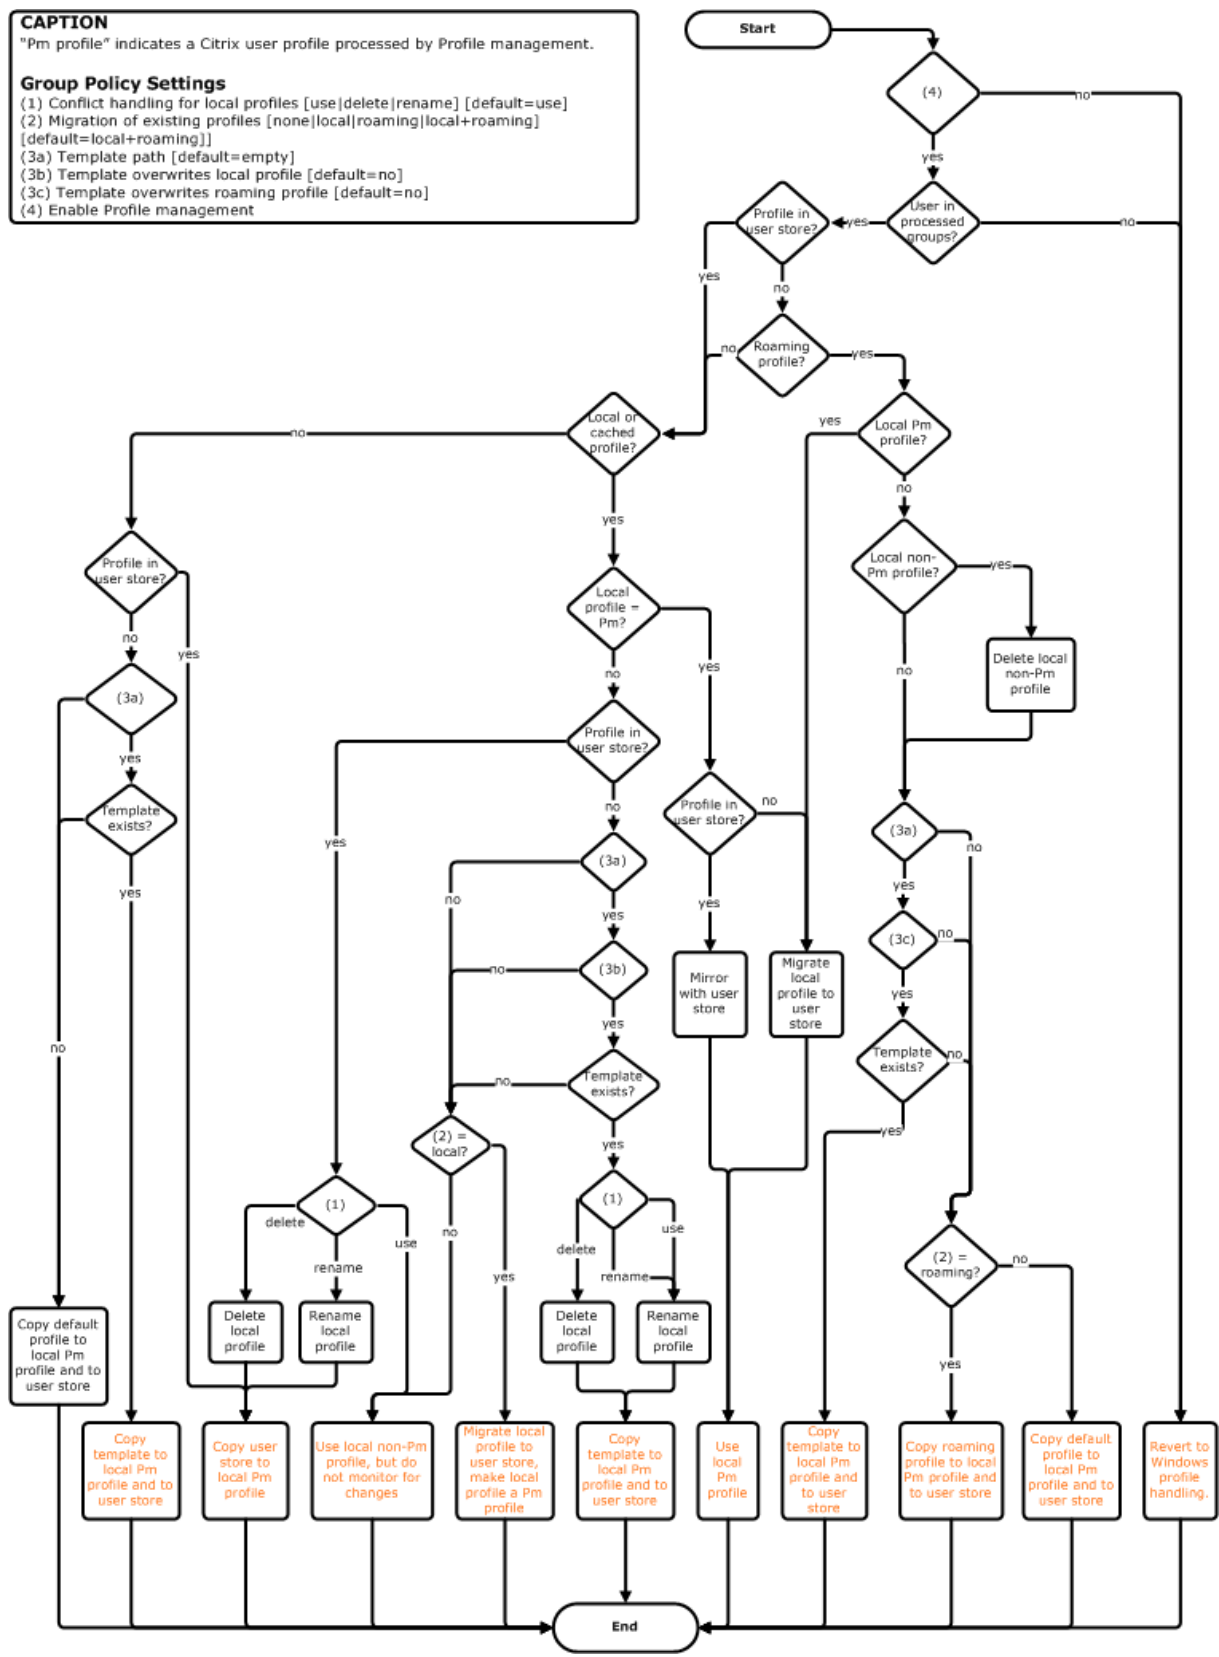 CAPTION
"Pm profile" indicates a Citrix user profile processed by Profile management.
Group Policy Settings
(1) Conflict handling for local profiles [use|delete|rename] [default=use]
(2) Migration of existing profiles [none|local|roaming|local+roaming]
[default=local+roaming]]
(3a) Template path [default=empty]
(3b) Template overwrites local profile [default=no]
(3c) Template overwrites roaming profile [default=no]
(4) Enable Profile management
Start
(4)
no
yes
User in
processed
groups?
no
yes
Profile in
user store?
yes
no
Roaming
profile?
no
yes
Local or
cached
profile?
no
yes
Local Pm
profile?
yes
no
Local non-
Pm profile?
yes
no
Delete local
non-Pm
profile
Profile in
user store?
no
yes
(3a)
yes
Template
exists?
yes
no
Local
profile =
Pm?
yes
no
Profile in
user store?
yes
no
Profile in
user store?
no
yes
(3a)
no
yes
(3b)
no
yes
Template
exists?
no
yes
(3a)
no
yes
(3c)
no
yes
Template
exists?
no
yes
Mirror
with user
store
Migrate
local
profile to
user
store
(2) =
local?
no
yes
(1)
delete
use
rename
(1)
delete
use
rename
(2) =
roaming?
no
yes
Copy default
profile to
local Pm
profile and to
user store
Delete
local
profile
Rename
local
profile
Delete
local
profile
Rename
local
profile
Copy
template to
local Pm
profile and to
user store
Copy user
store to
local Pm
profile
Use local non-Pm
profile, but do
not monitor for
changes
Migrate local
profile to
user store,
make local
profile a Pm
profile
Copy
template to
local Pm
profile and to
user store
Use
local
Pm
profile
Copy
template to
local Pm
profile and
to user
store
Copy roaming
profile to local
Pm profile and
to user store
Copy default
profile to
local Pm
profile and to
user store
Revert to
Windows
profile
handling.
End